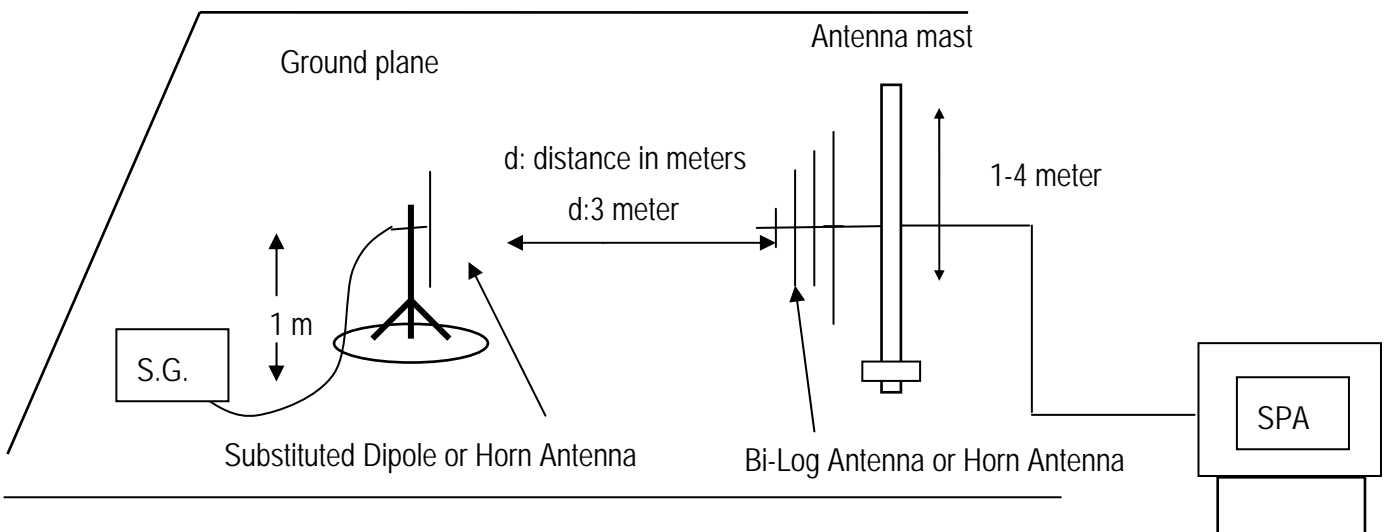 Antenna mast
Ground plane
d: distance in meters
d:3 meter
1-4 meter
1 m
S.G.
SPA
Substituted Dipole or Horn Antenna
Bi-Log Antenna or Horn Antenna